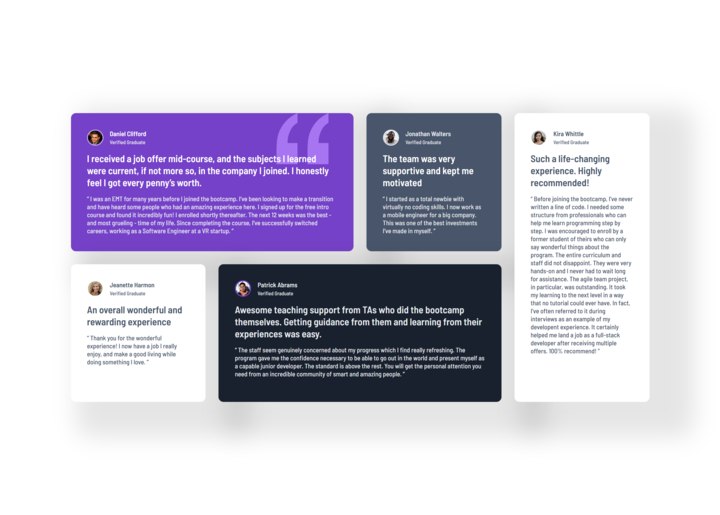 Daniel Clifford
Verified Graduate
I received a job offer mid-course, and the subjects I learned
were current, if not more so, in the company I joined. I honestly
feel I got every penny's worth.
" I was an EMT for many years before I joined the bootcamp. I've been looking to make a transition
and have heard some people who had an amazing experience here. I signed up for the free intro
course and found it incredibly fun! I enrolled shortly thereafter. The next 12 weeks was the best -
and most grueling - time of my life. Since completing the course, I've successfully switched
careers, working as a Software Engineer at a VR startup. "
Jonathan Walters
Verified Graduate
The team was very
supportive and kept me
motivated
" I started as a total newbie with
virtually no coding skills. I now work as
a mobile engineer for a big company.
This was one of the best investments
I've made in myself. "
Kira Whittle
Verified Graduate
Such a life-changing
experience. Highly
recommended!
" Before joining the bootcamp, I've never
written a line of code. I needed some
structure from professionals who can
help me learn programming step by
step. I was encouraged to enroll by a
former student of theirs who can only
say wonderful things about the
program. The entire curriculum and
staff did not disappoint. They were very
hands-on and I never had to wait long
for assistance. The agile team project,
in particular, was outstanding. It took
my learning to the next level in a way
that no tutorial could ever have. In fact,
I've often referred to it during
interviews as an example of my
developent experience. It certainly
helped me land a job as a full-stack
developer after receiving multiple
offers. 100% recommend! "
Jeanette Harmon
Verified Graduate
An overall wonderful and
rewarding experience
" Thank you for the wonderful
experience! I now have a job I really
enjoy, and make a good living while
doing something I love. "
Patrick Abrams
Verified Graduate
Awesome teaching support from TAs who did the bootcamp
themselves. Getting guidance from them and learning from their
experiences was easy.
" The staff seem genuinely concerned about my progress which I find really refreshing. The
program gave me the confidence necessary to be able to go out in the world and present myself as
a capable junior developer. The standard is above the rest. You will get the personal attention you
need from an incredible community of smart and amazing people. "